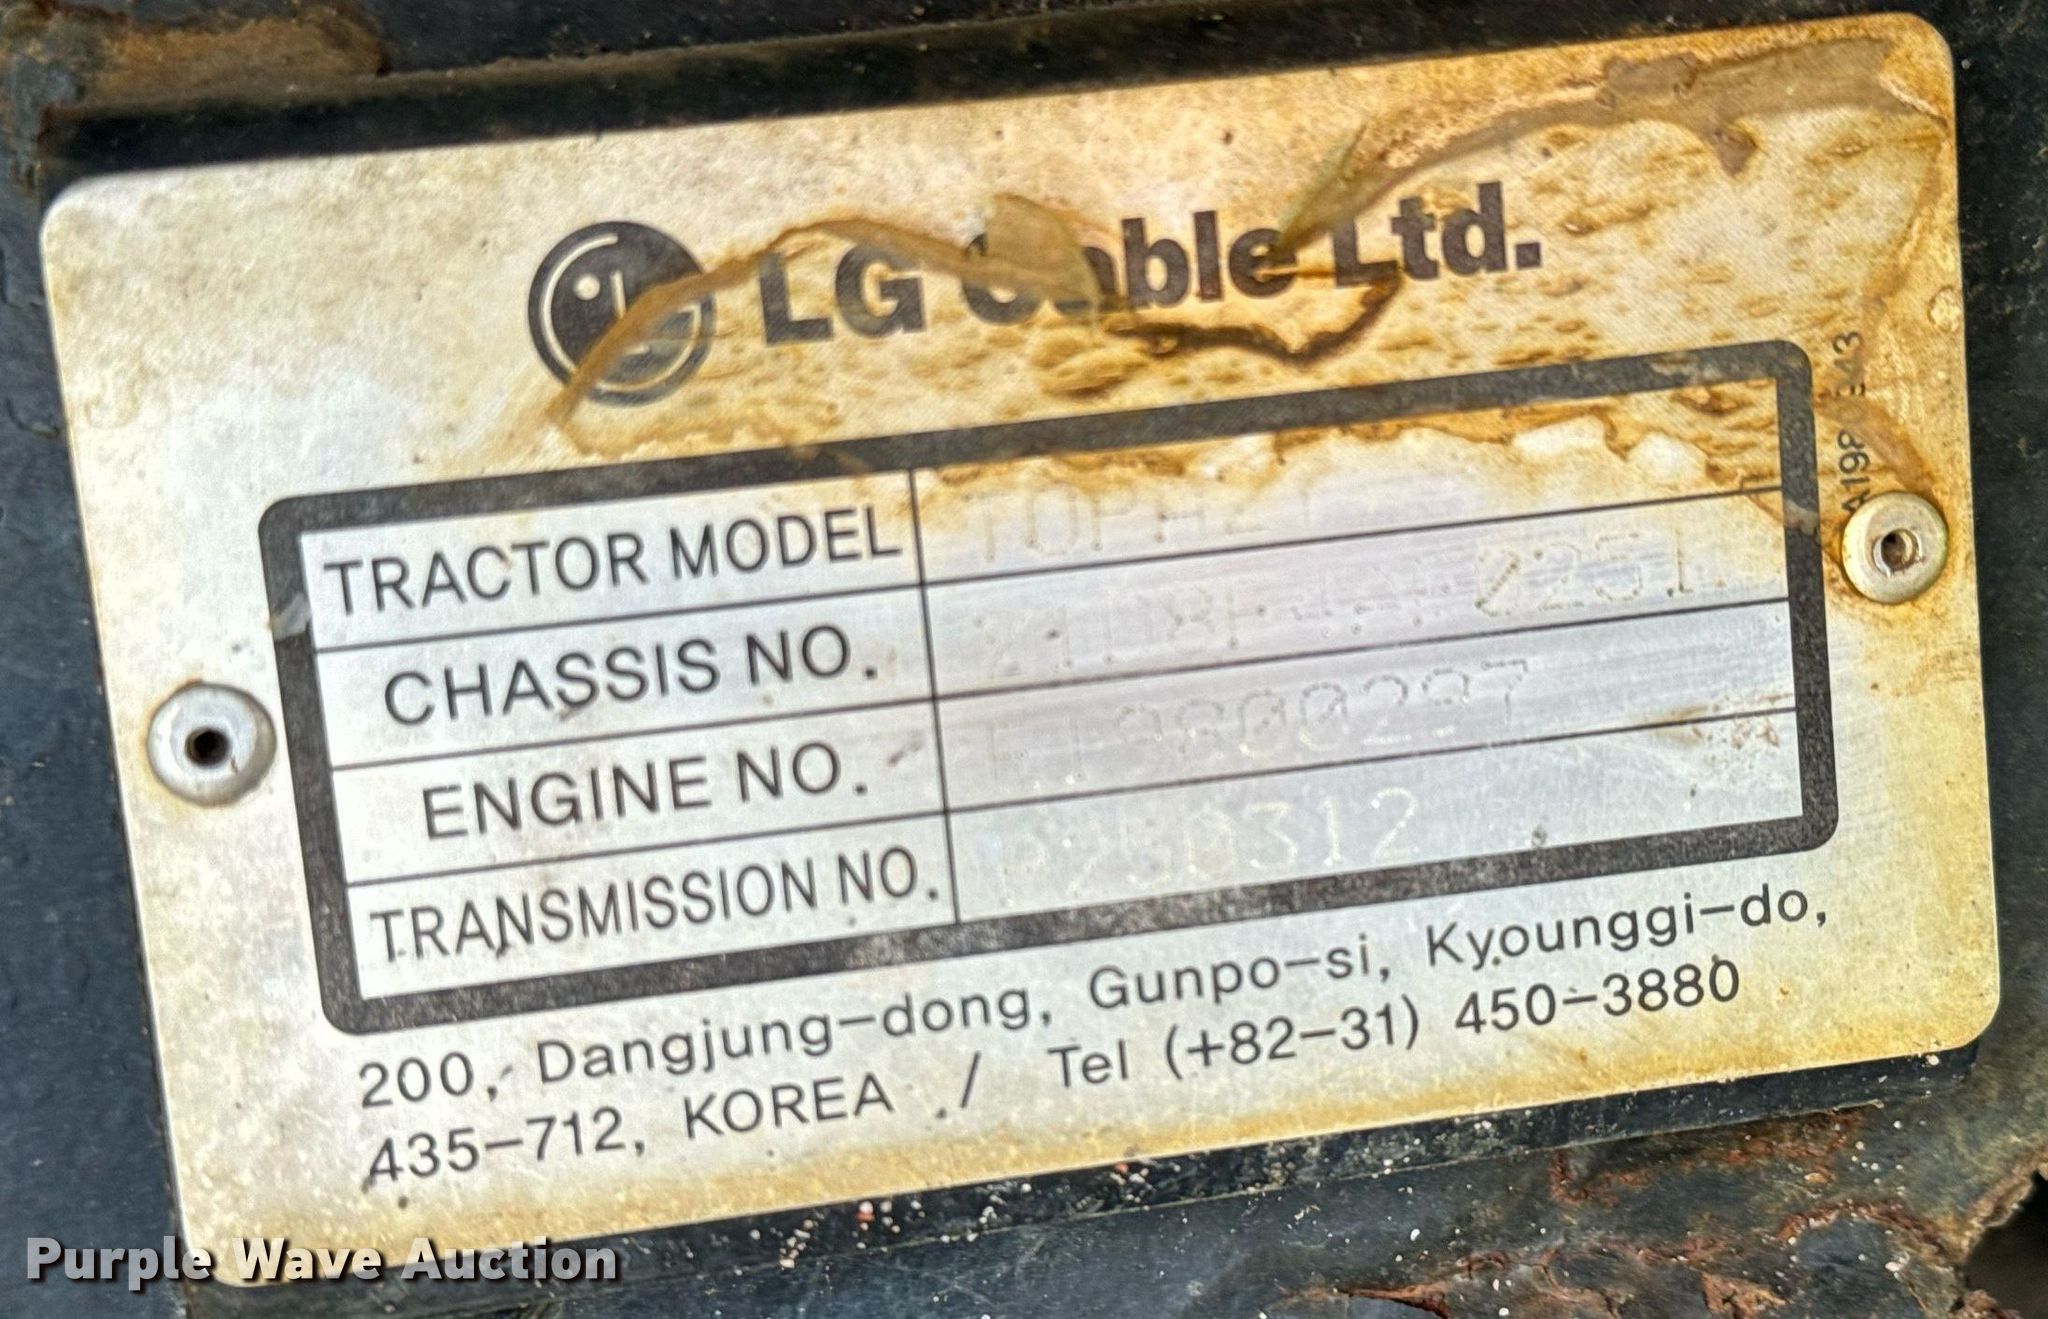 LG Cable Ltd.
TRACTOR MODEL
CHASSIS NO.
ENGINE NO.
TRANSMISSION NO. P250312
200, Dangjung-dong, Gunpo-si, Kyounggi-do,
435-712, KOREA / Tel (+82-31) 450-3880
Purple Wave Auction